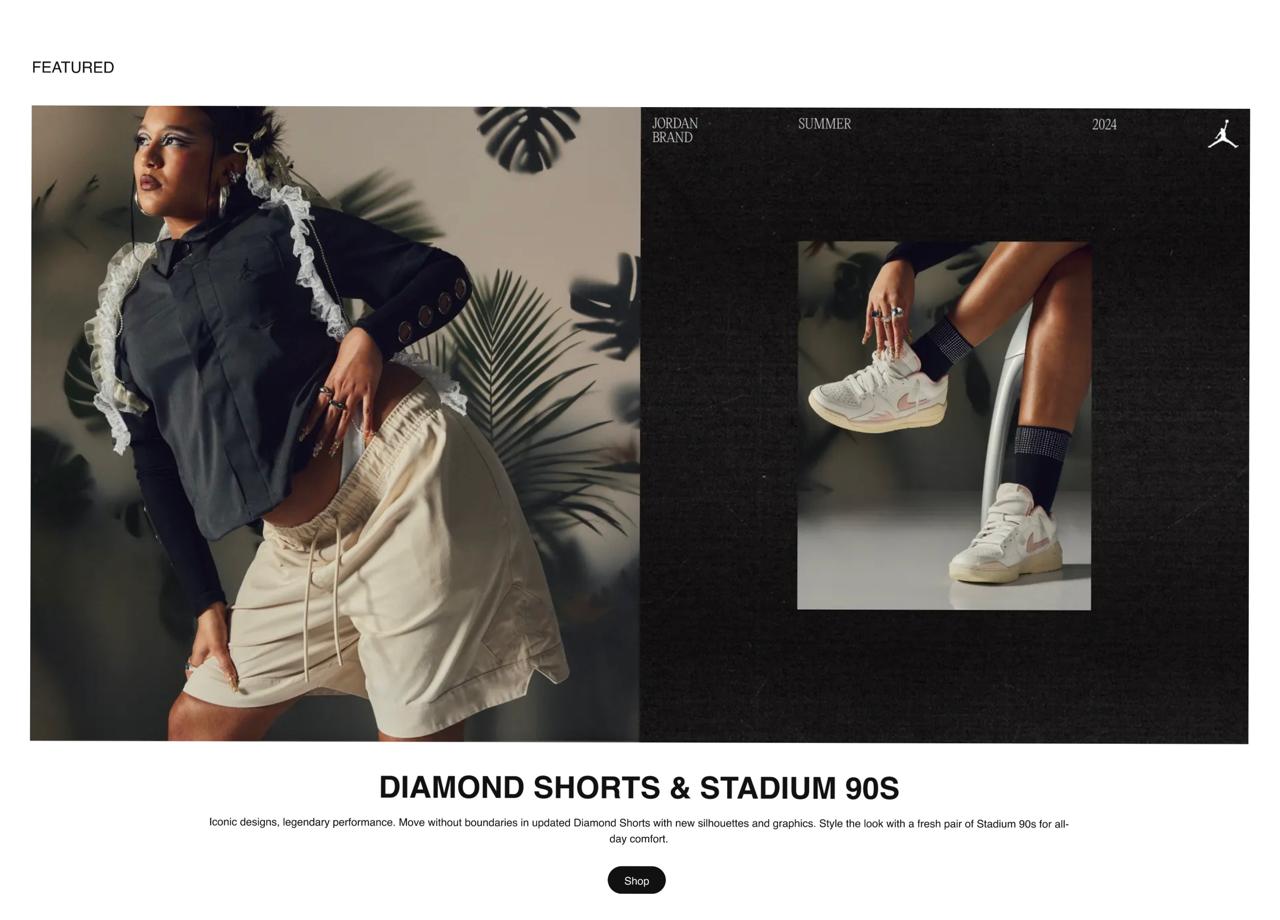 FEATURED
JORDAN
BRAND
SUMMER
2024
DIAMOND SHORTS & STADIUM 90S
Iconic designs, legendary performance. Move without boundaries in updated Diamond Shorts with new silhouettes and graphics. Style the look with a fresh pair of Stadium 90s for all-
day comfort.
Shop